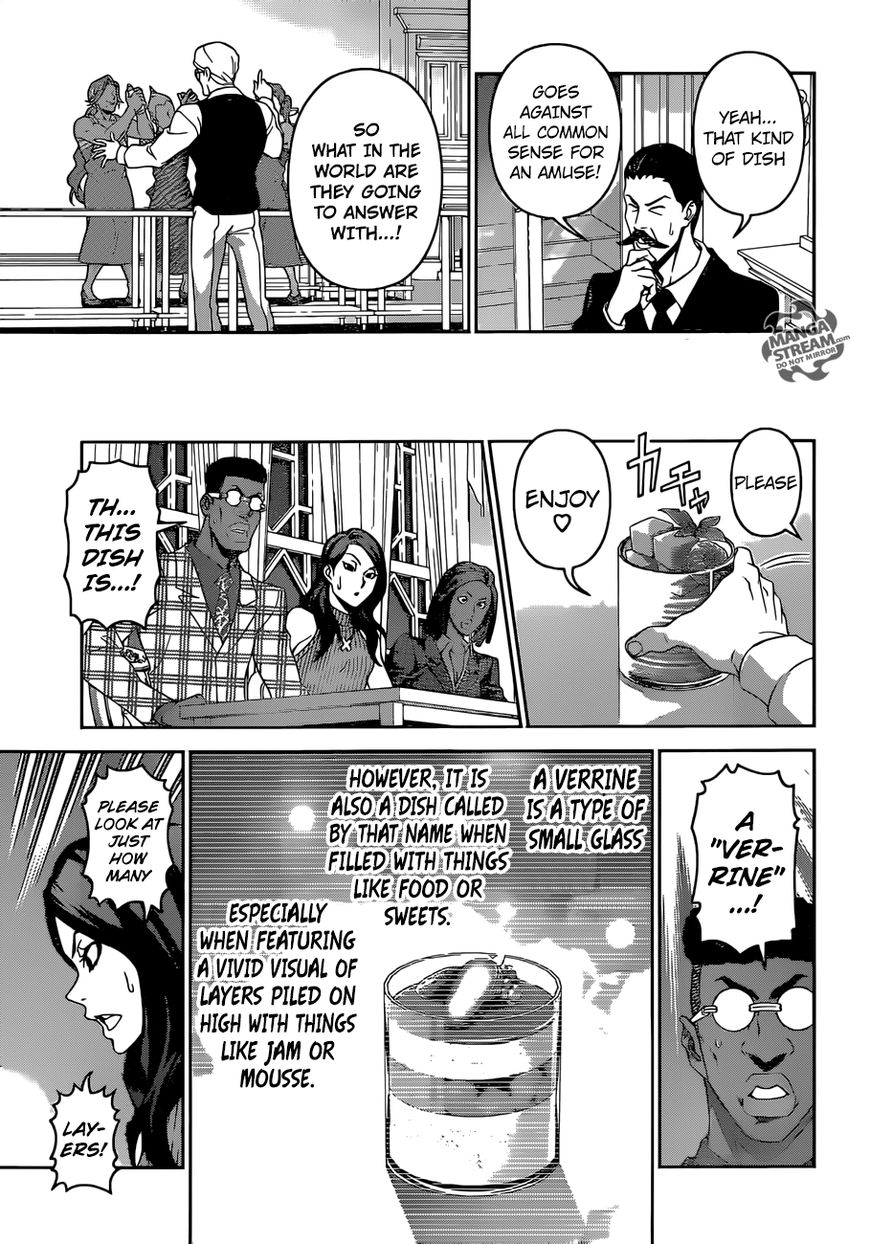 YEAH...
THAT KIND
OF DISH
GOES
AGAINST
ALL COMMON
SENSE FOR
AN AMUSE!
SO
WHAT IN THE
WORLD ARE
THEY GOING
TO ANSWER
WITH...!
MANGA
STREAM.com
DO NOT MIRROR
PLEASE
ガチャ
ENJOY
♡
TH...
THIS
DISH
IS...!
A
"VER-
RINE"
...!
A VERRINE
IS A TYPE OF
SMALL GLASS
HOWEVER, IT IS
ALSO A DISH CALLED
BY THAT NAME WHEN
FILLED WITH THINGS
LIKE FOOD OR
SWEETS.
ESPECIALLY
WHEN FEATURING
A VIVID VISUAL OF
LAYERS PILED ON
HIGH WITH THINGS
LIKE JAM OR
MOUSSE.
PLEASE
LOOK AT
JUST
HOW
MANY
LAY-
ERS!